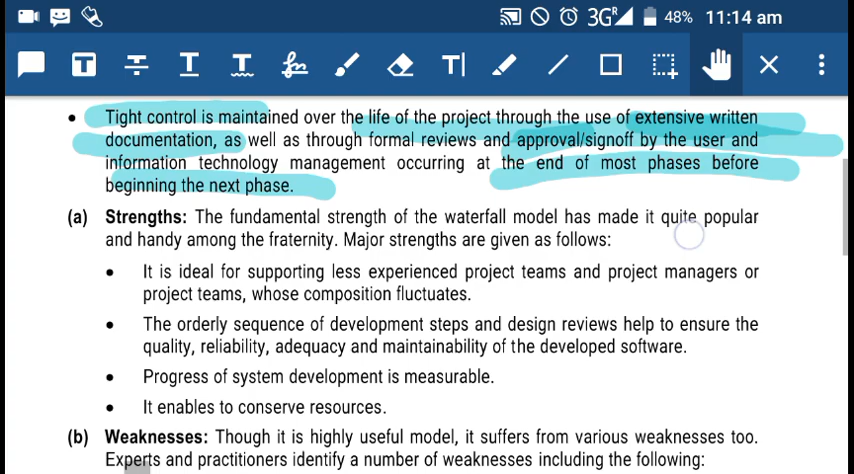 3G R 48% 11:14 am
T T T T T
• Tight control is maintained over the life of the project through the use of extensive written
documentation, as well as through formal reviews and approval/signoff by the user and
information technology management occurring at the end of most phases before
beginning the next phase.
(a) Strengths: The fundamental strength of the waterfall model has made it quite popular
and handy among the fraternity. Major strengths are given as follows:
• It is ideal for supporting less experienced project teams and project managers or
project teams, whose composition fluctuates.
• The orderly sequence of development steps and design reviews help to ensure the
quality, reliability, adequacy and maintainability of the developed software.
• Progress of system development is measurable.
• It enables to conserve resources.
(b) Weaknesses: Though it is highly useful model, it suffers from various weaknesses too.
Experts and practitioners identify a number of weaknesses including the following: